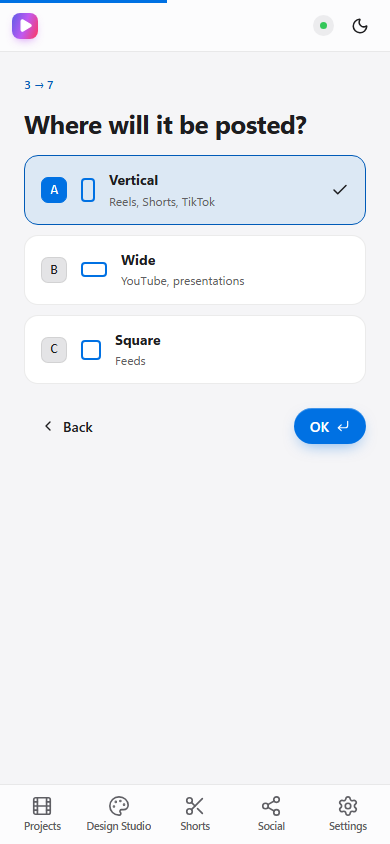 3 → 7
Where will it be posted?
A
Vertical
Reels, Shorts, TikTok
B
Wide
YouTube, presentations
C
Square
Feeds
Back
OK
Projects
Design Studio
Shorts
Social
Settings